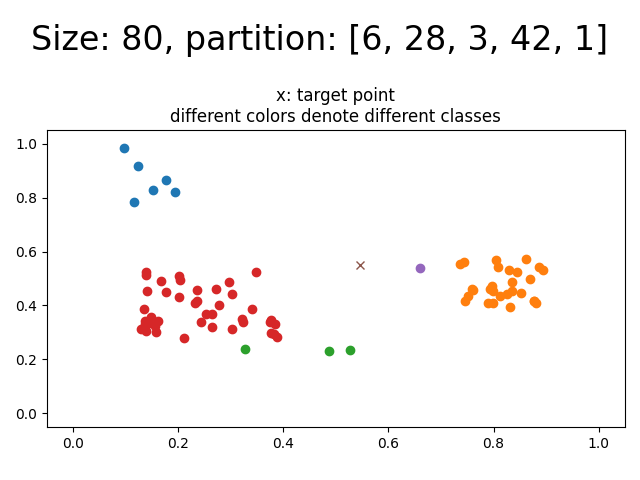 Size: 80, partition: [6, 28, 3, 42, 1]
x: target point
different colors denote different classes
1.0
0.8
0.6
0.4
0.2
0.0
0.0 0.2 0.4 0.6 0.8 1.0